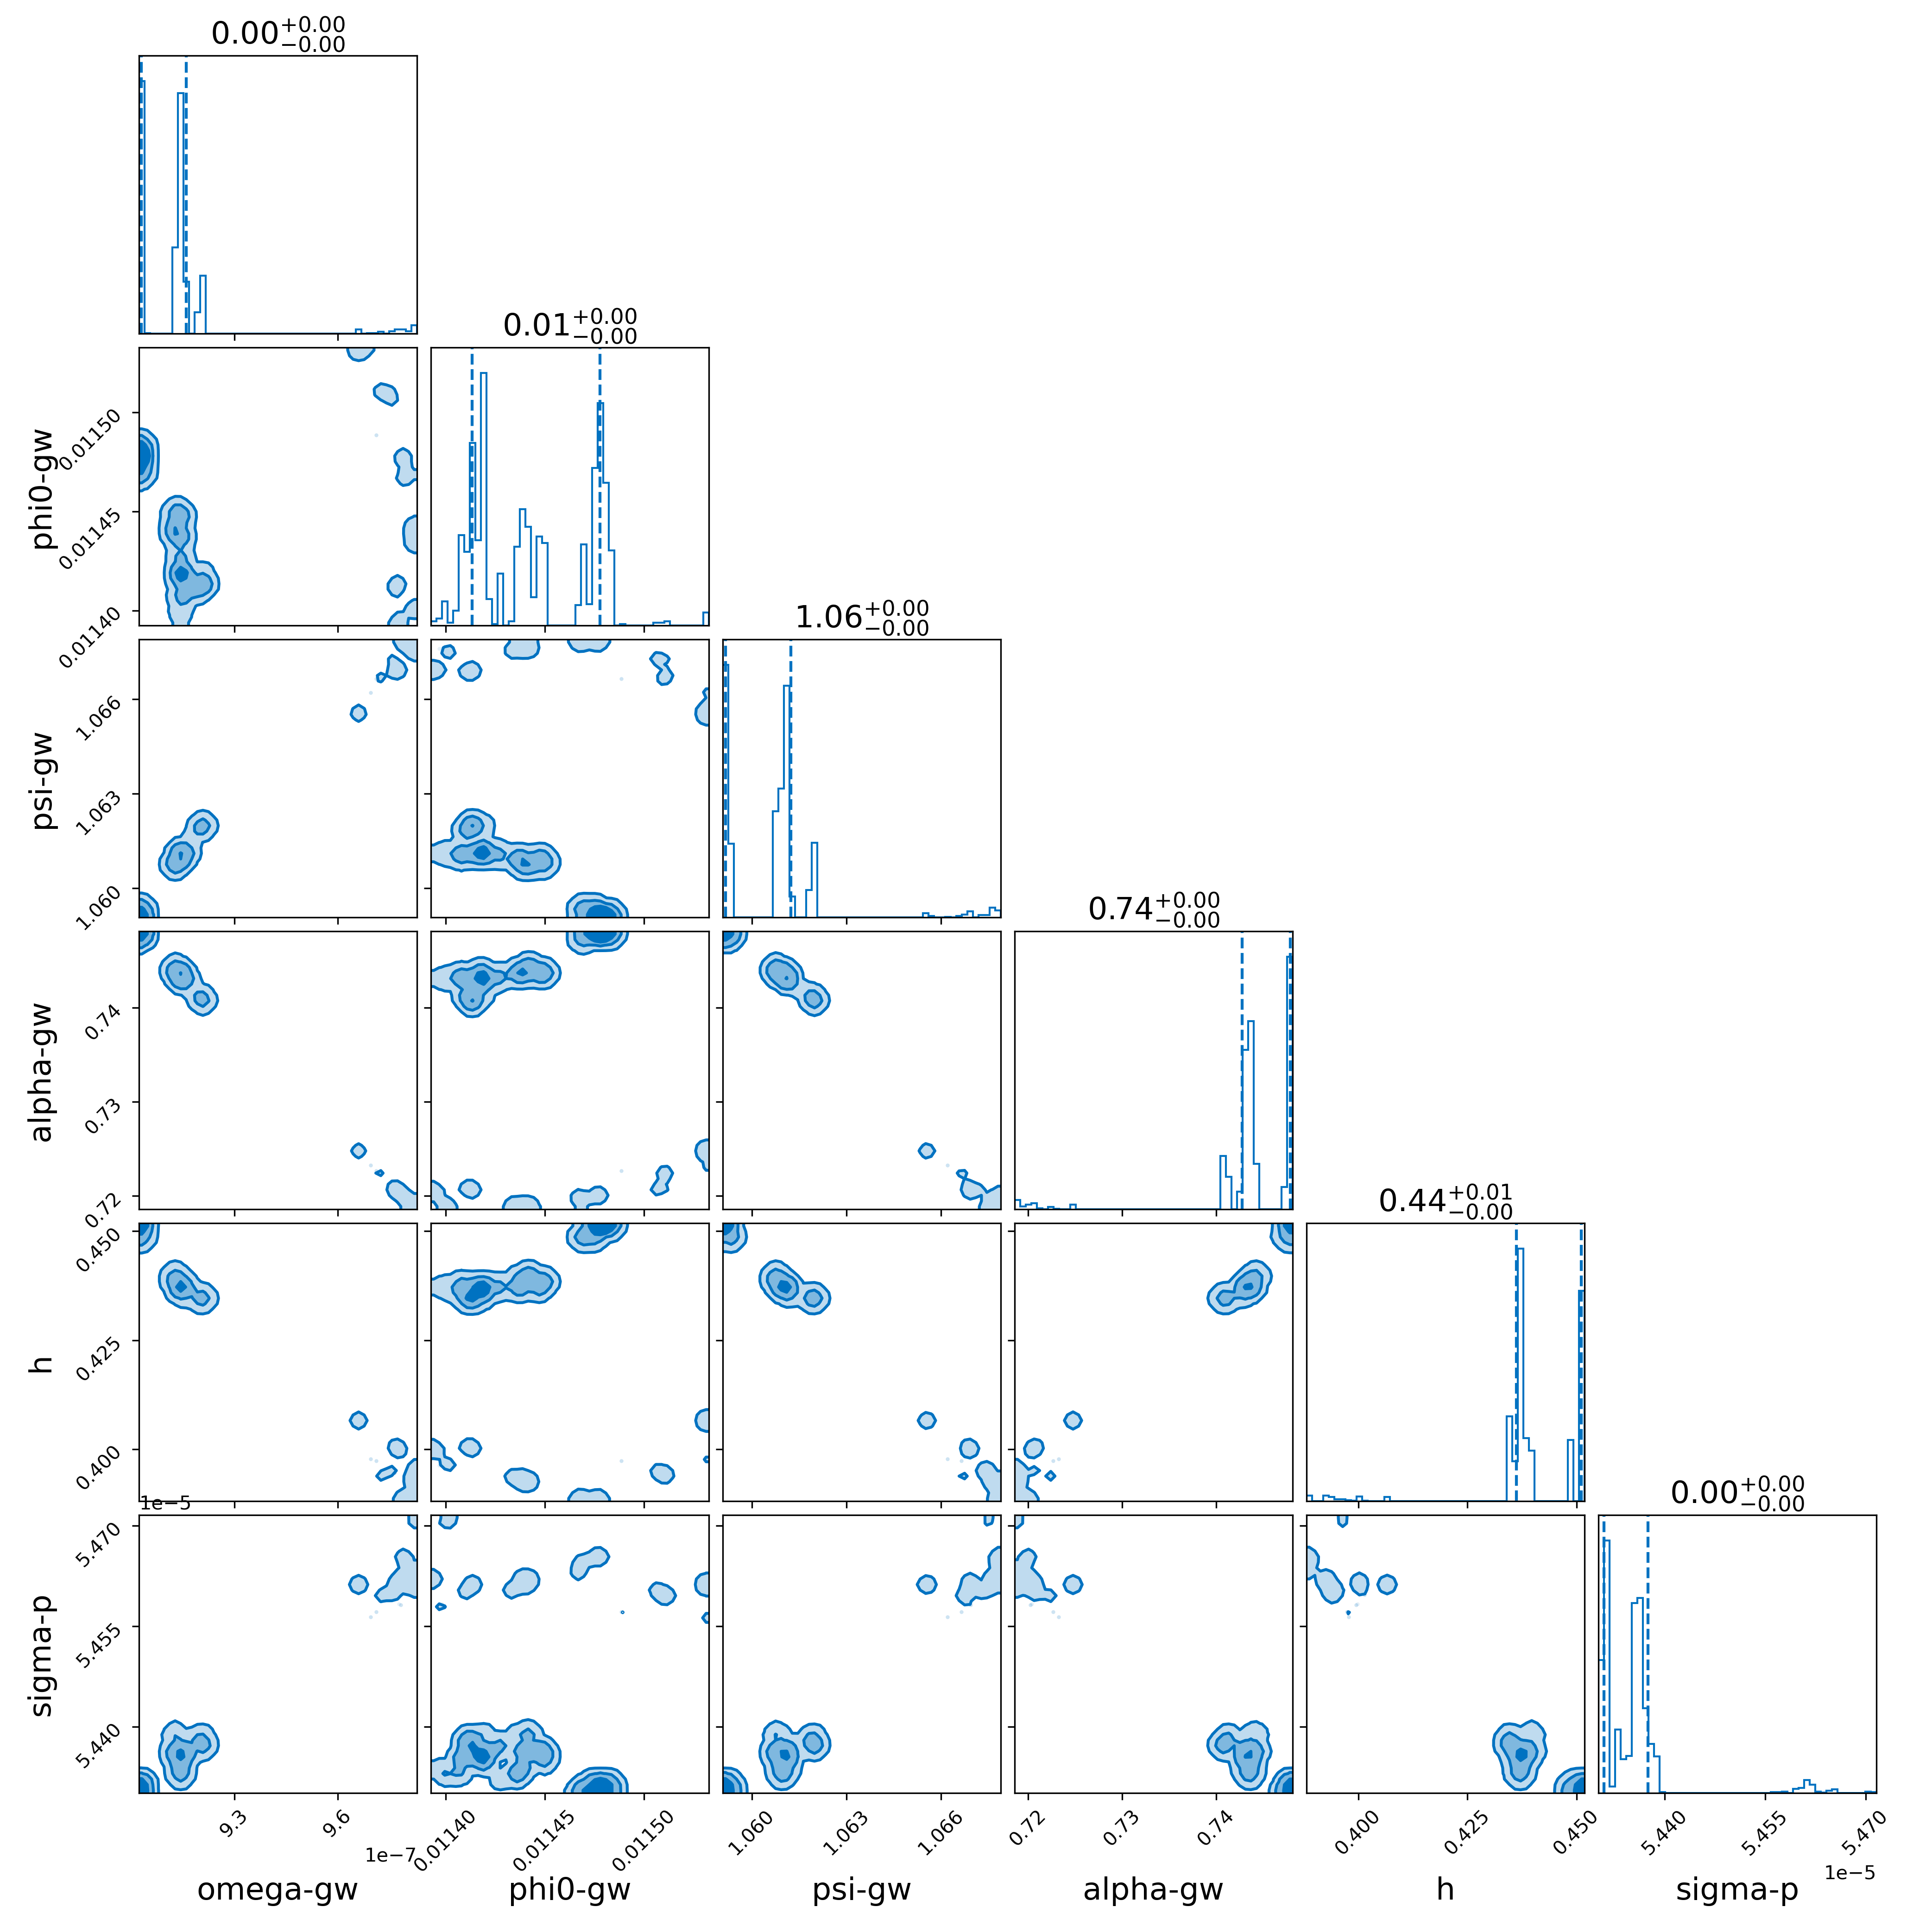 0.00+0.00−0.00
0.01+0.00−0.00
0.01150
0.01145
0.01140
phi0-gw
1.06+0.00−0.00
1.066
1.063
1.060
psi-gw
0.74+0.00−0.00
0.74
0.73
0.72
alpha-gw
0.44+0.01−0.00
0.450
0.425
0.400
h
1e−5
0.00+0.00−0.00
5.470
5.455
5.440
sigma-p
9.3 9.6 0.01140 0.01145 0.01150 1.060 1.063 1.066 0.72 0.73 0.74 0.400 0.425 0.450 5.440 5.455 5.470
1e−7 1e−5
omega-gw phi0-gw psi-gw alpha-gw h sigma-p